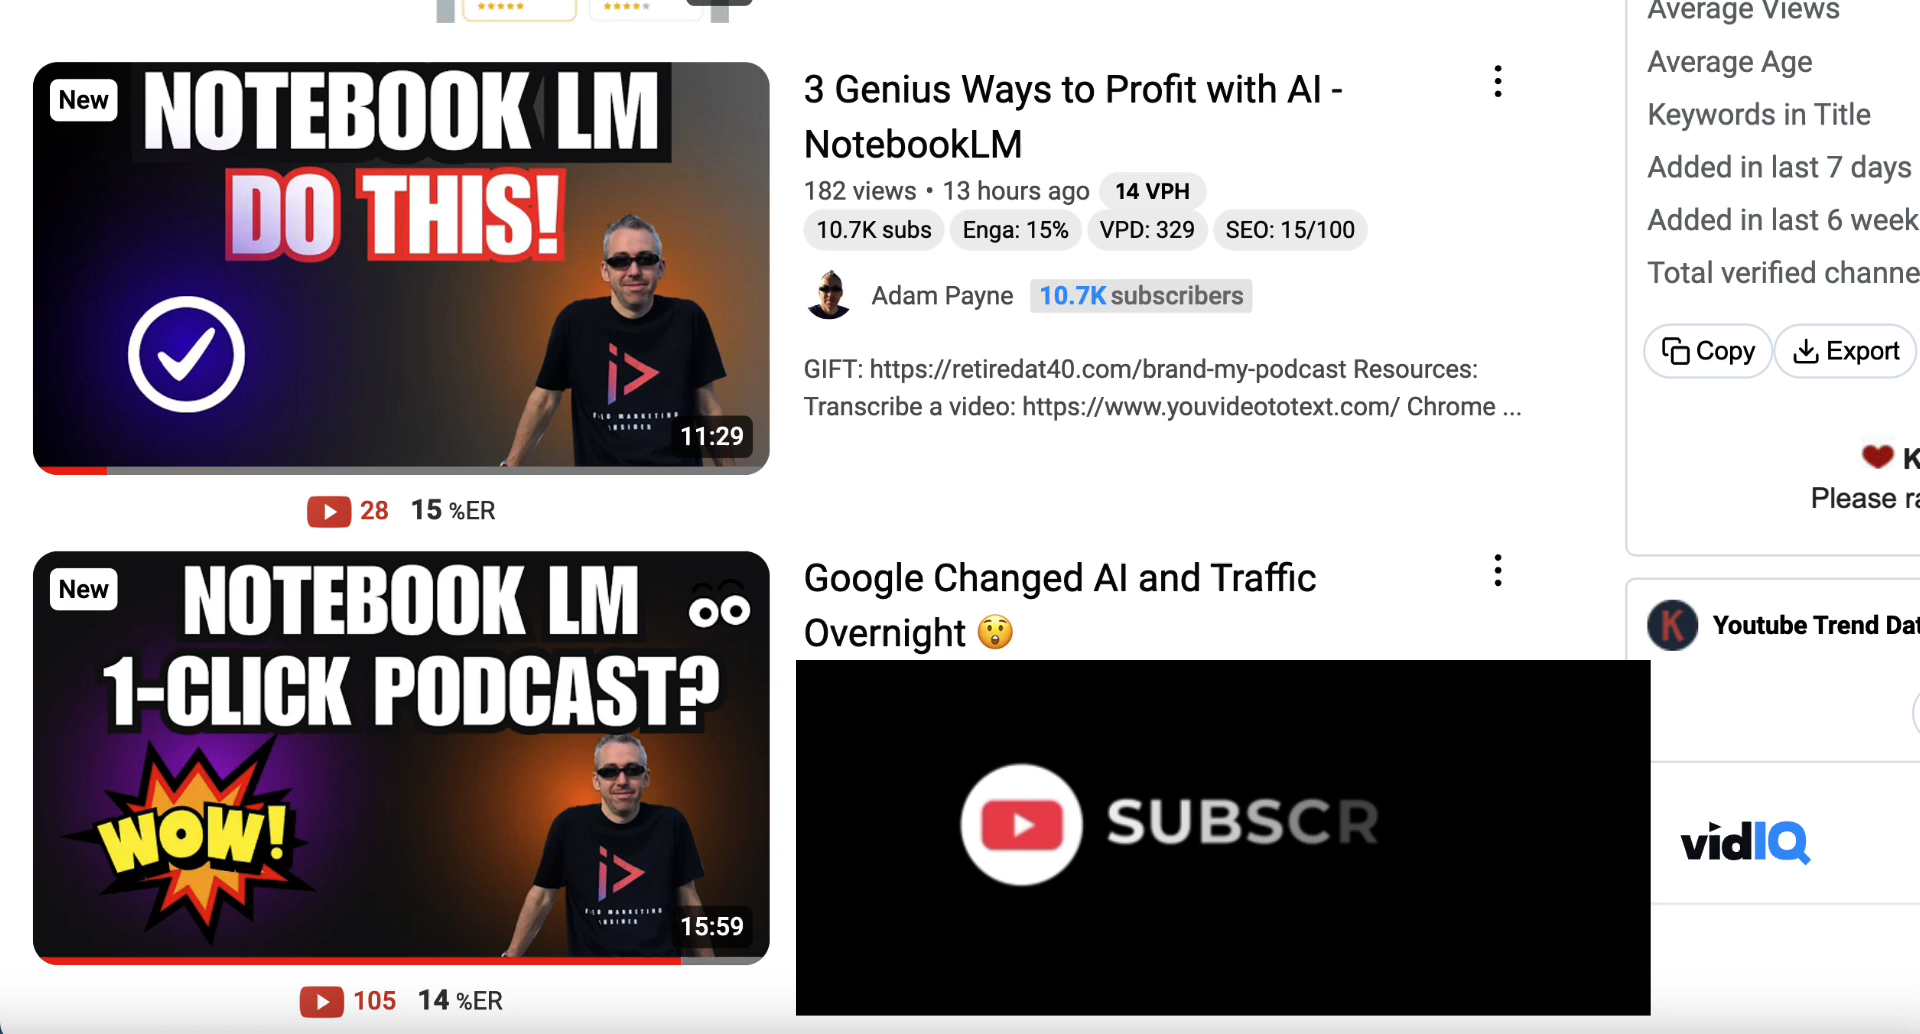 New
NOTEBOOK LM
DO THIS!
11:29
28 15 %ER
3 Genius Ways to Profit with AI -
NotebookLM
182 views • 13 hours ago 14 VPH
10.7K subs Enga: 15% VPD: 329 SEO: 15/100
Adam Payne 10.7K subscribers
GIFT: https://retiredat40.com/brand-my-podcast Resources:
Transcribe a video: https://www.youvideototext.com/ Chrome ...
New
NOTEBOOK LM
1-CLICK PODCAST?
WOW!
15:59
105 14 %ER
Google Changed AI and Traffic
Overnight 😲
SUBSCR
Average Views
Average Age
Keywords in Title
Added in last 7 days
Added in last 6 week
Total verified channe
Copy Export
K
Please ra
K Youtube Trend Dat
vidIQ